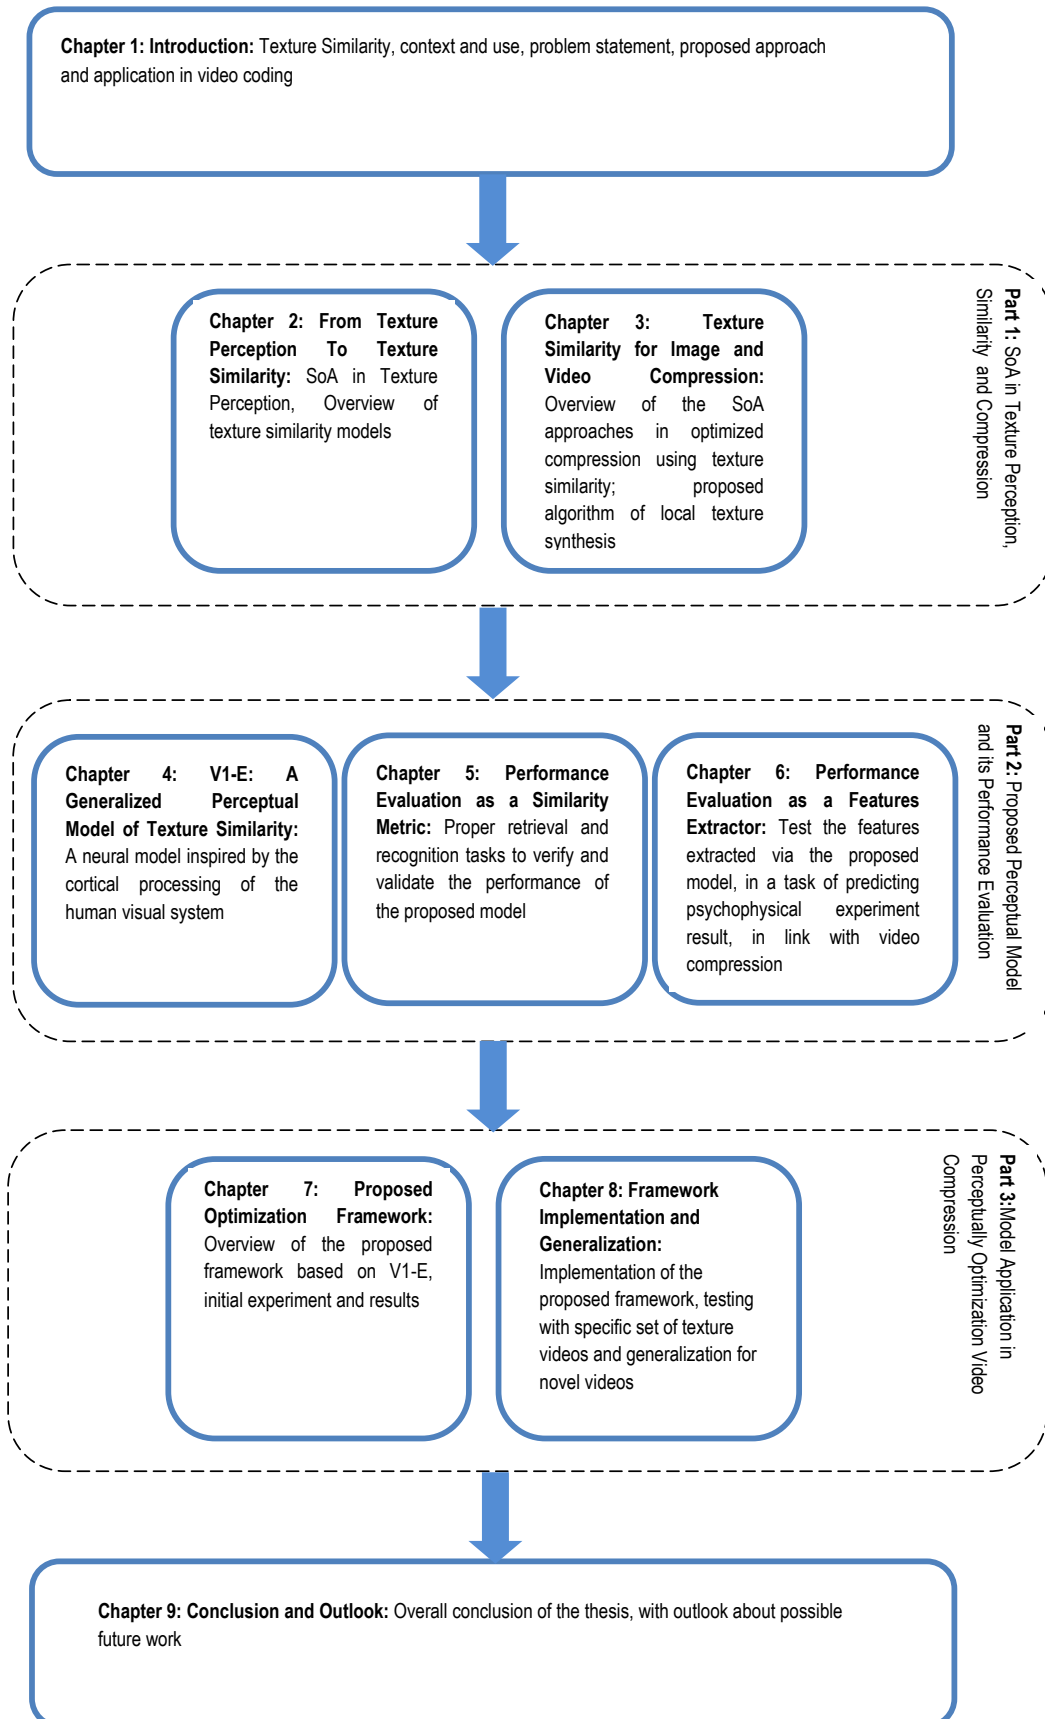 Chapter 1: Introduction: Texture Similarity, context and use, problem statement, proposed approach
and application in video coding
Part 1: SoA in Texture Perception,
Similarity and Compression
Chapter 2: From Texture
Perception To Texture
Similarity: SoA in Texture
Perception, Overview of
texture similarity models
Chapter 3: Texture
Similarity for Image and
Video Compression:
Overview of the SoA
approaches in optimized
compression using texture
similarity; proposed
algorithm of local texture
synthesis
Part 2: Proposed Perceptual Model
and its Performance Evaluation
Chapter 4: V1-E: A
Generalized Perceptual
Model of Texture Similarity:
A neural model inspired by the
cortical processing of the
human visual system
Chapter 5: Performance
Evaluation as a Similarity
Metric: Proper retrieval and
recognition tasks to verify and
validate the performance of
the proposed model
Chapter 6: Performance
Evaluation as a Features
Extractor: Test the features
extracted via the proposed
model, in a task of predicting
psychophysical experiment
result, in link with video
compression
Part 3:Model Application in
Perceptually Optimization Video
Compression
Chapter 7: Proposed
Optimization Framework:
Overview of the proposed
framework based on V1-E,
initial experiment and results
Chapter 8: Framework
Implementation and
Generalization:
Implementation of the
proposed framework, testing
with specific set of texture
videos and generalization for
novel videos
Chapter 9: Conclusion and Outlook: Overall conclusion of the thesis, with outlook about possible
future work